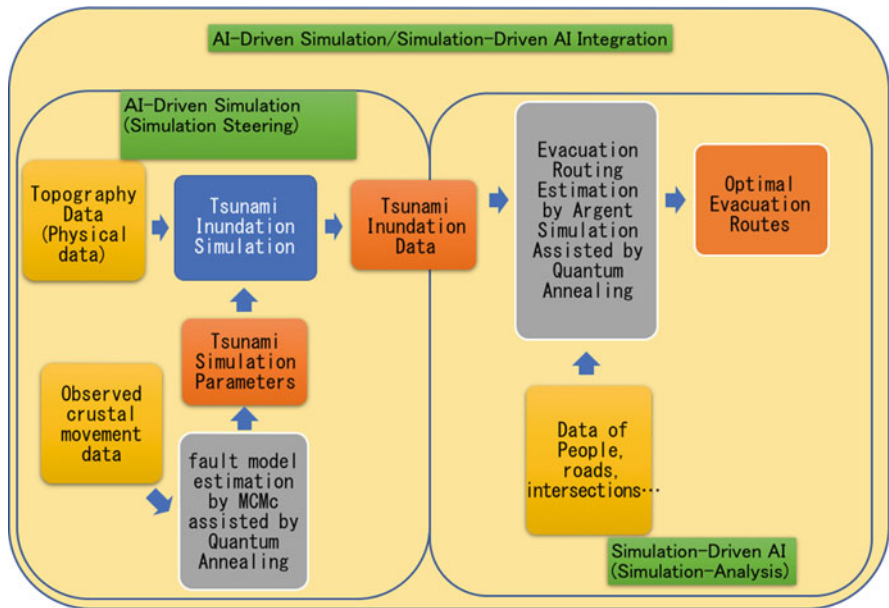 AI-Driven Simulation/Simulation-Driven AI Integration
AI-Driven Simulation
(Simulation Steering)
Topography
Data
(Physical
data)
Tsunami
Inundation
Simulation
Tsunami
Inundation
Data
Tsunami
Simulation
Parameters
Observed
crustal
movement
data
fault model
estimation
by MCMc
assisted by
Quantum
Annealing
Evacuation
Routing
Estimation
by Argent
Simulation
Assisted by
Quantum
Annealing
Optimal
Evacuation
Routes
Data of
People,
roads,
intersections…
Simulation-Driven AI
(Simulation-Analysis)